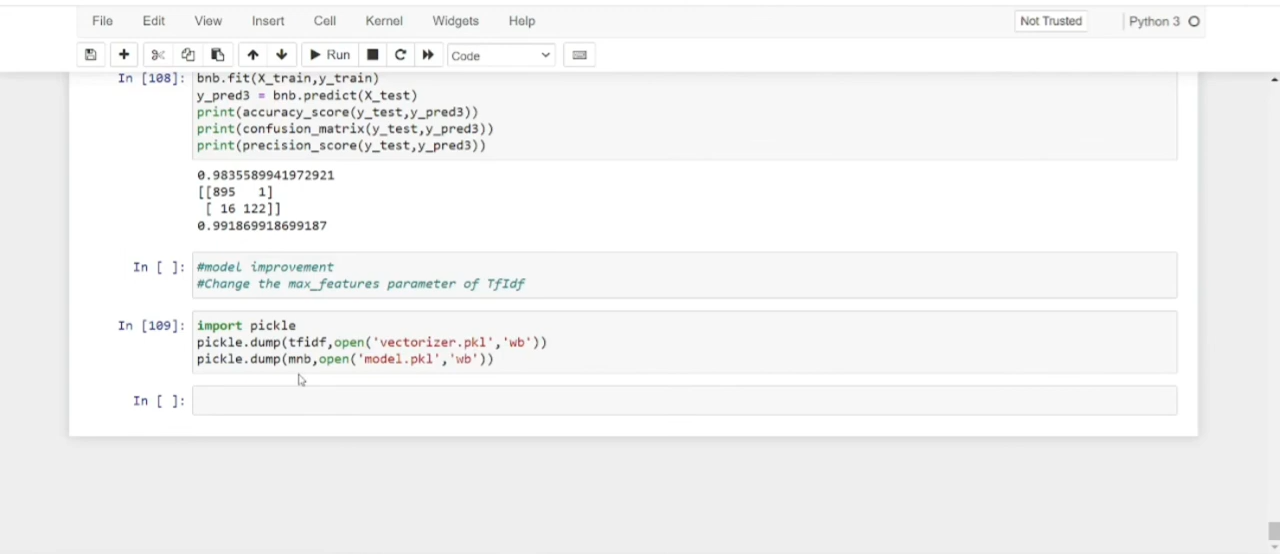 File Edit View Insert Cell Kernel Widgets Help Not Trusted Python 3
Run Code
In [108]: bnb.fit(X_train,y_train)
y_pred3 = bnb.predict(X_test)
print(accuracy_score(y_test,y_pred3))
print(confusion_matrix(y_test,y_pred3))
print(precision_score(y_test,y_pred3))
0.9835589941972921
[[895 1]
[ 16 122]]
0.991869918699187
In [ ]: #model improvement
#Change the max_features parameter of TfIdf
In [109]: import pickle
pickle.dump(tfidf,open('vectorizer.pkl','wb'))
pickle.dump(mnb,open('model.pkl','wb'))
In [ ]: